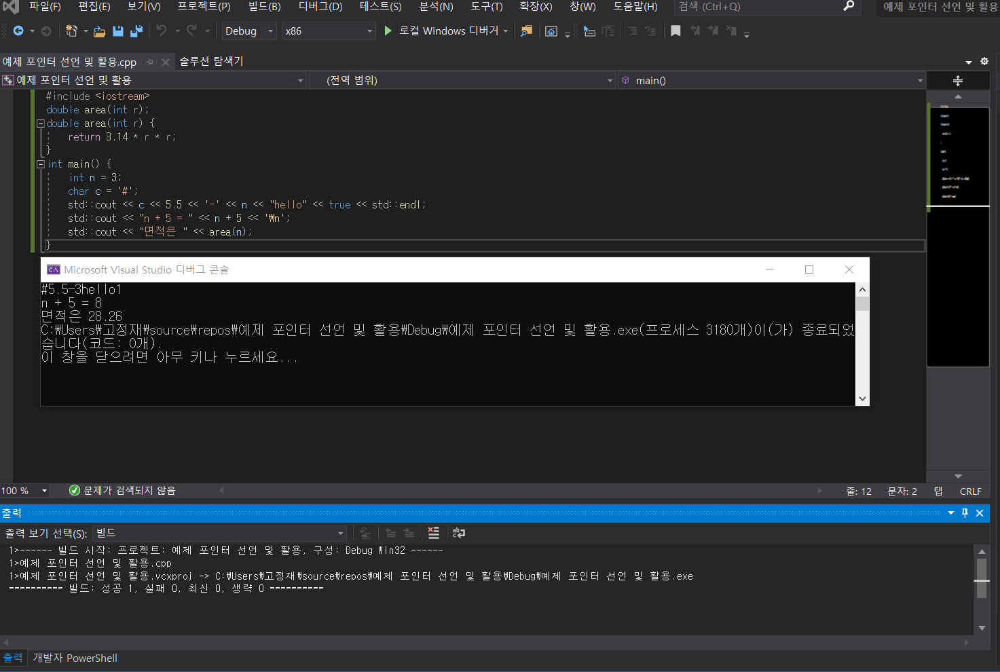 파일(F) 편집(E) 보기(V) 프로젝트(P) 빌드(B) 디버그(D) 테스트(S) 분석(N) 도구(T) 확장(X) 창(W) 도움말(H) 검색 (Ctrl+Q) 예제 포인터 선언 및 활용
Debug x86 로컬 Windows 디버거
예제 포인터 선언 및 활용.cpp 솔루션 탐색기
예제 포인터 선언 및 활용 (전역 범위) main()
#include <iostream>
double area(int r);
double area(int r) {
return 3.14 * r * r;
}
int main() {
int n = 3;
char c = '#';
std::cout << c << 5.5 << '-' << n << "hello" << true << std::endl;
std::cout << "n + 5 = " << n + 5 << '₩n';
std::cout << "면적은 " << area(n);
}
Microsoft Visual Studio 디버그 콘솔
#5.5-3hello1
n + 5 = 8
면적은 28.26
C:₩Users₩고정재₩source₩repos₩예제 포인터 선언 및 활용₩Debug₩예제 포인터 선언 및 활용.exe(프로세스 3180개)이(가) 종료되었
습니다(코드: 0개).
이 창을 닫으려면 아무 키나 누르세요...
100 % 문제가 검색되지 않음 줄: 12 문자: 2 탭 CRLF
출력
출력 보기 선택(S): 빌드
1>------ 빌드 시작: 프로젝트: 예제 포인터 선언 및 활용, 구성: Debug Win32 ------
1>예제 포인터 선언 및 활용.cpp
1>예제 포인터 선언 및 활용.vcxproj -> C:₩Users₩고정재₩source₩repos₩예제 포인터 선언 및 활용₩Debug₩예제 포인터 선언 및 활용.exe
========== 빌드: 성공 1, 실패 0, 최신 0, 생략 0 ==========
출력 개발자 PowerShell